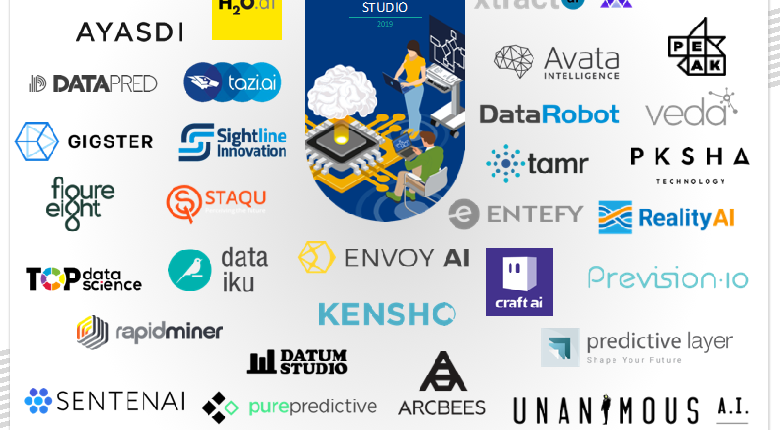 H2O.ai
STUDIO
2019
xtract
ai
AYASDI
Avata
INTELLIGENCE
PEAK
DATAPRED
tazi.ai
DataRobot
veda
GIGSTER
Sightline
Innovation
tamr
PKSHA
TECHNOLOGY
figure
eight
STAQU
ENTEFY
RealityAI
TOP data
science
data
iku
ENVOY AI
craft ai
Prevision.io
KENSHO
rapidminer
predictive layer
Shape Your Future
DATUM
STUDIO
SENTENAI
purepredictive
ARCBEES
UNANIMOUS A.I.